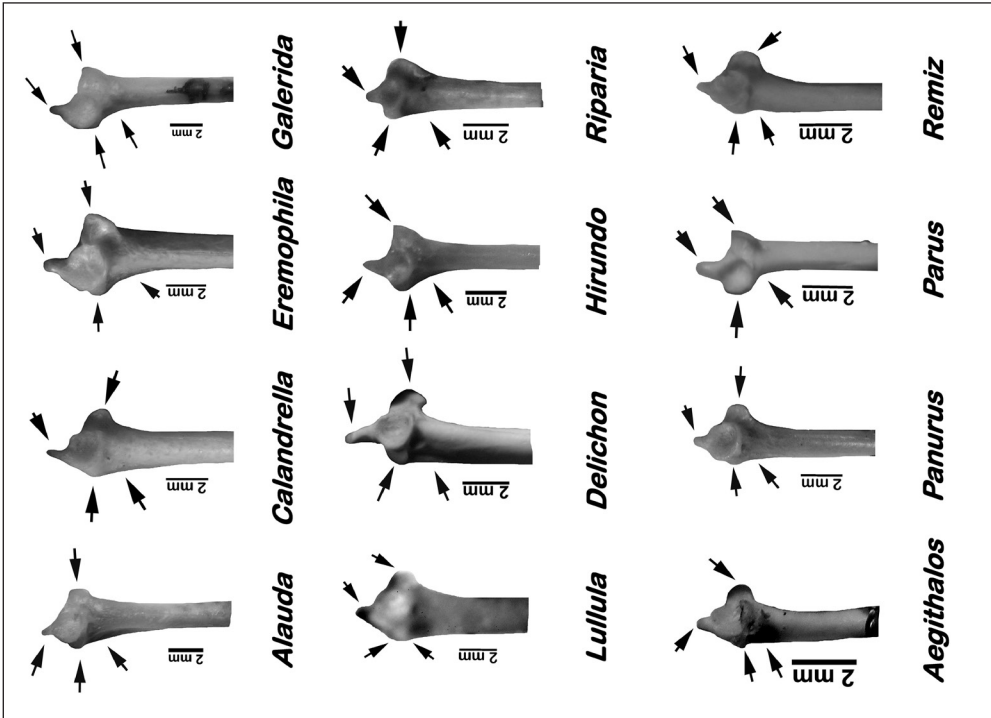 2 mm 2 mm 2 mm 2 mm
Alauda Calandrella Eremophila Galerida
2 mm 2 mm 2 mm 2 mm
Lullula Delichon Hirundo Riparia
2 mm 2 mm 2 mm 2 mm
Aegithalos Panurus Parus Remiz